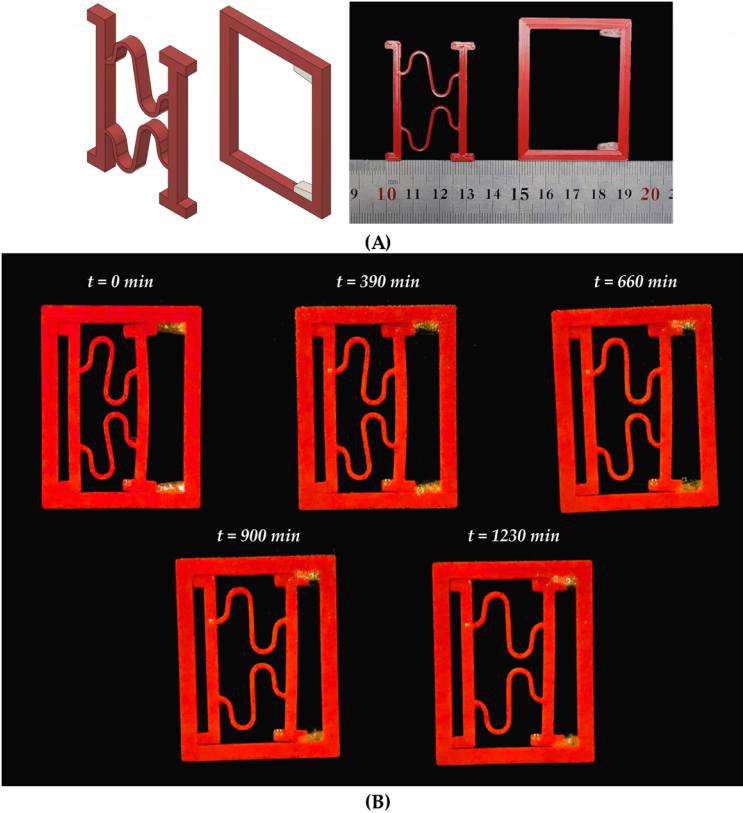 mm
9 10 11 12 13 14 15 16 17 18 19 20
(A)
t = 0 min
t = 390 min
t = 660 min
t = 900 min
t = 1230 min
(B)